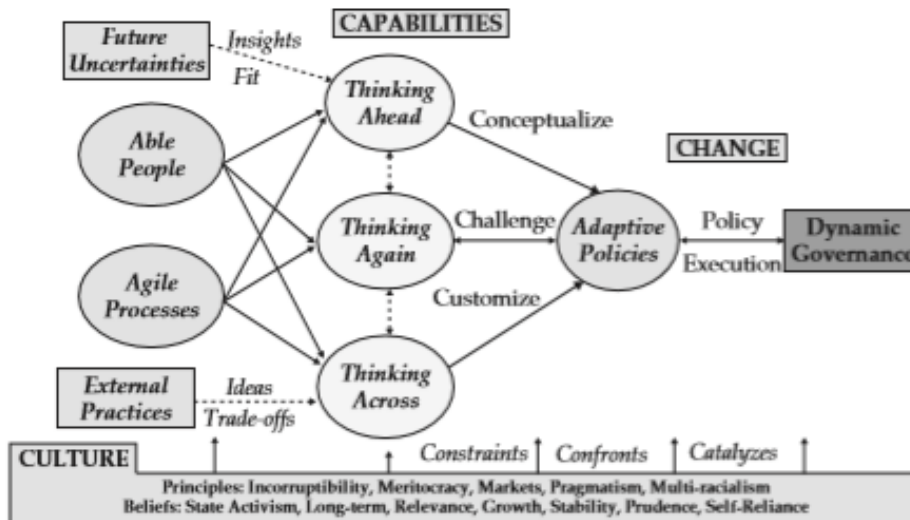 CAPABILITIES
Future
Uncertainties
Insights
Fit
Thinking
Ahead
Conceptualize
Able
People
CHANGE
Thinking
Again
Challenge
Adaptive
Policies
Policy
Execution
Dynamic
Governance
Agile
Processes
Customize
External
Practices
Ideas
Trade-offs
Thinking
Across
CULTURE
Constraints
Confronts
Catalyzes
Principles: Incorruptibility, Meritocracy, Markets, Pragmatism, Multi-racialism
Beliefs: State Activism, Long-term, Relevance, Growth, Stability, Prudence, Self-Reliance